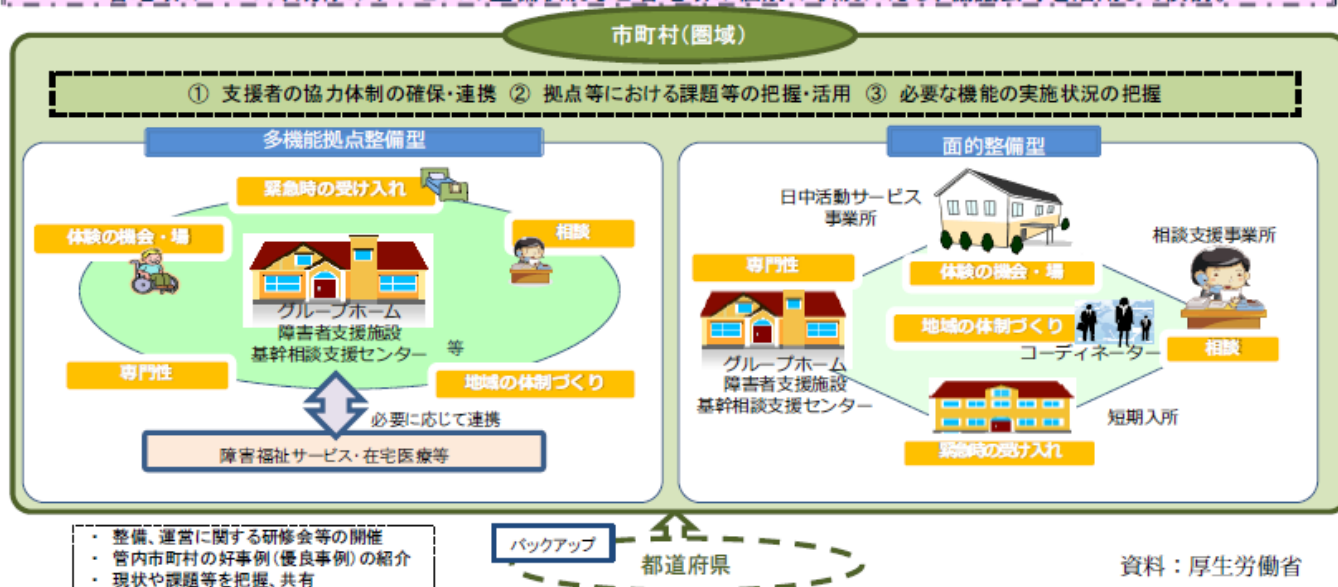 市町村(圏域)
① 支援者の協力体制の確保・連携 ② 拠点等における課題等の把握・活用 ③ 必要な機能の実施状況の把握
多機能拠点整備型
緊急時の受け入れ
体験の機会・場
相談
グループホーム
障害者支援施設
基幹相談支援センター 等
専門性
地域の体制づくり
必要に応じて連携
障害福祉サービス・在宅医療等
面的整備型
日中活動サービス
事業所
相談支援事業所
専門性
体験の機会・場
地域の体制づくり
コーディネーター
相談
グループホーム
障害者支援施設
基幹相談支援センター
短期入所
緊急時の受け入れ
・ 整備、運営に関する研修会等の開催
・ 管内市町村の好事例(優良事例)の紹介
・ 現状や課題等を把握、共有
バックアップ
都道府県
資料：厚生労働省